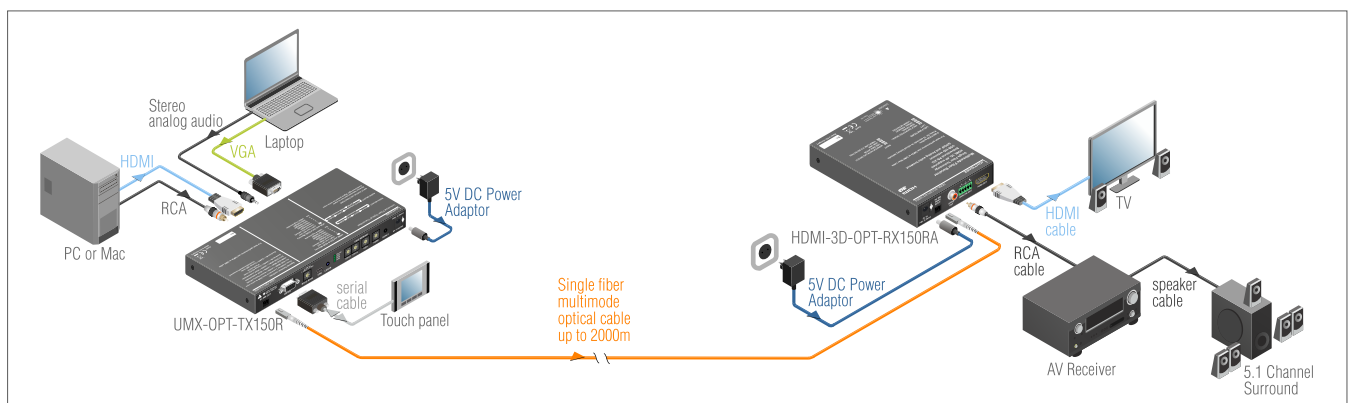 Stereo
analog audio
Laptop
HDMI
VGA
RCA
PC or Mac
5V DC Power
Adaptor
serial
cable
Touch panel
UMX-OPT-TX150R
Single fiber
multimode
optical cable
up to 2000m
HDMI-3D-OPT-RX150RA
5V DC Power
Adaptor
HDMI
cable
TV
RCA
cable
speaker
cable
AV Receiver
5.1 Channel
Surround